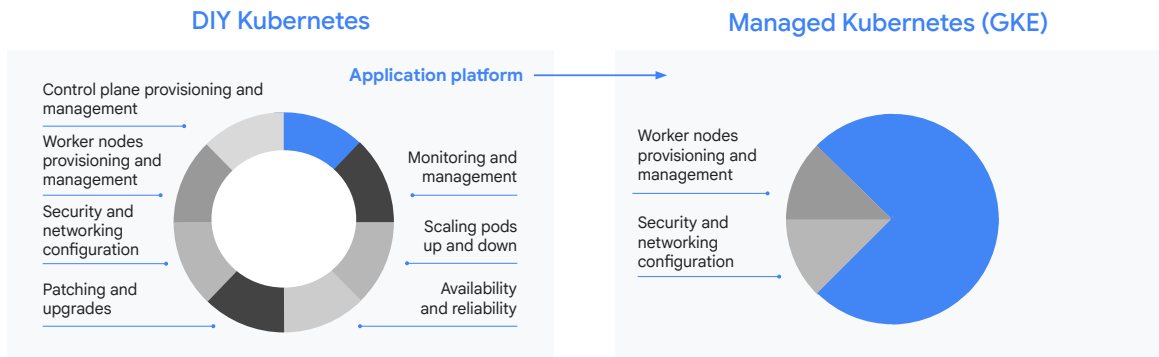 DIY Kubernetes
Managed Kubernetes (GKE)
Application platform
Control plane provisioning and
management
Worker nodes
provisioning and
management
Security and
networking
configuration
Patching and
upgrades
Monitoring and
management
Scaling pods
up and down
Availability
and reliability
Worker nodes
provisioning and
management
Security and
networking
configuration